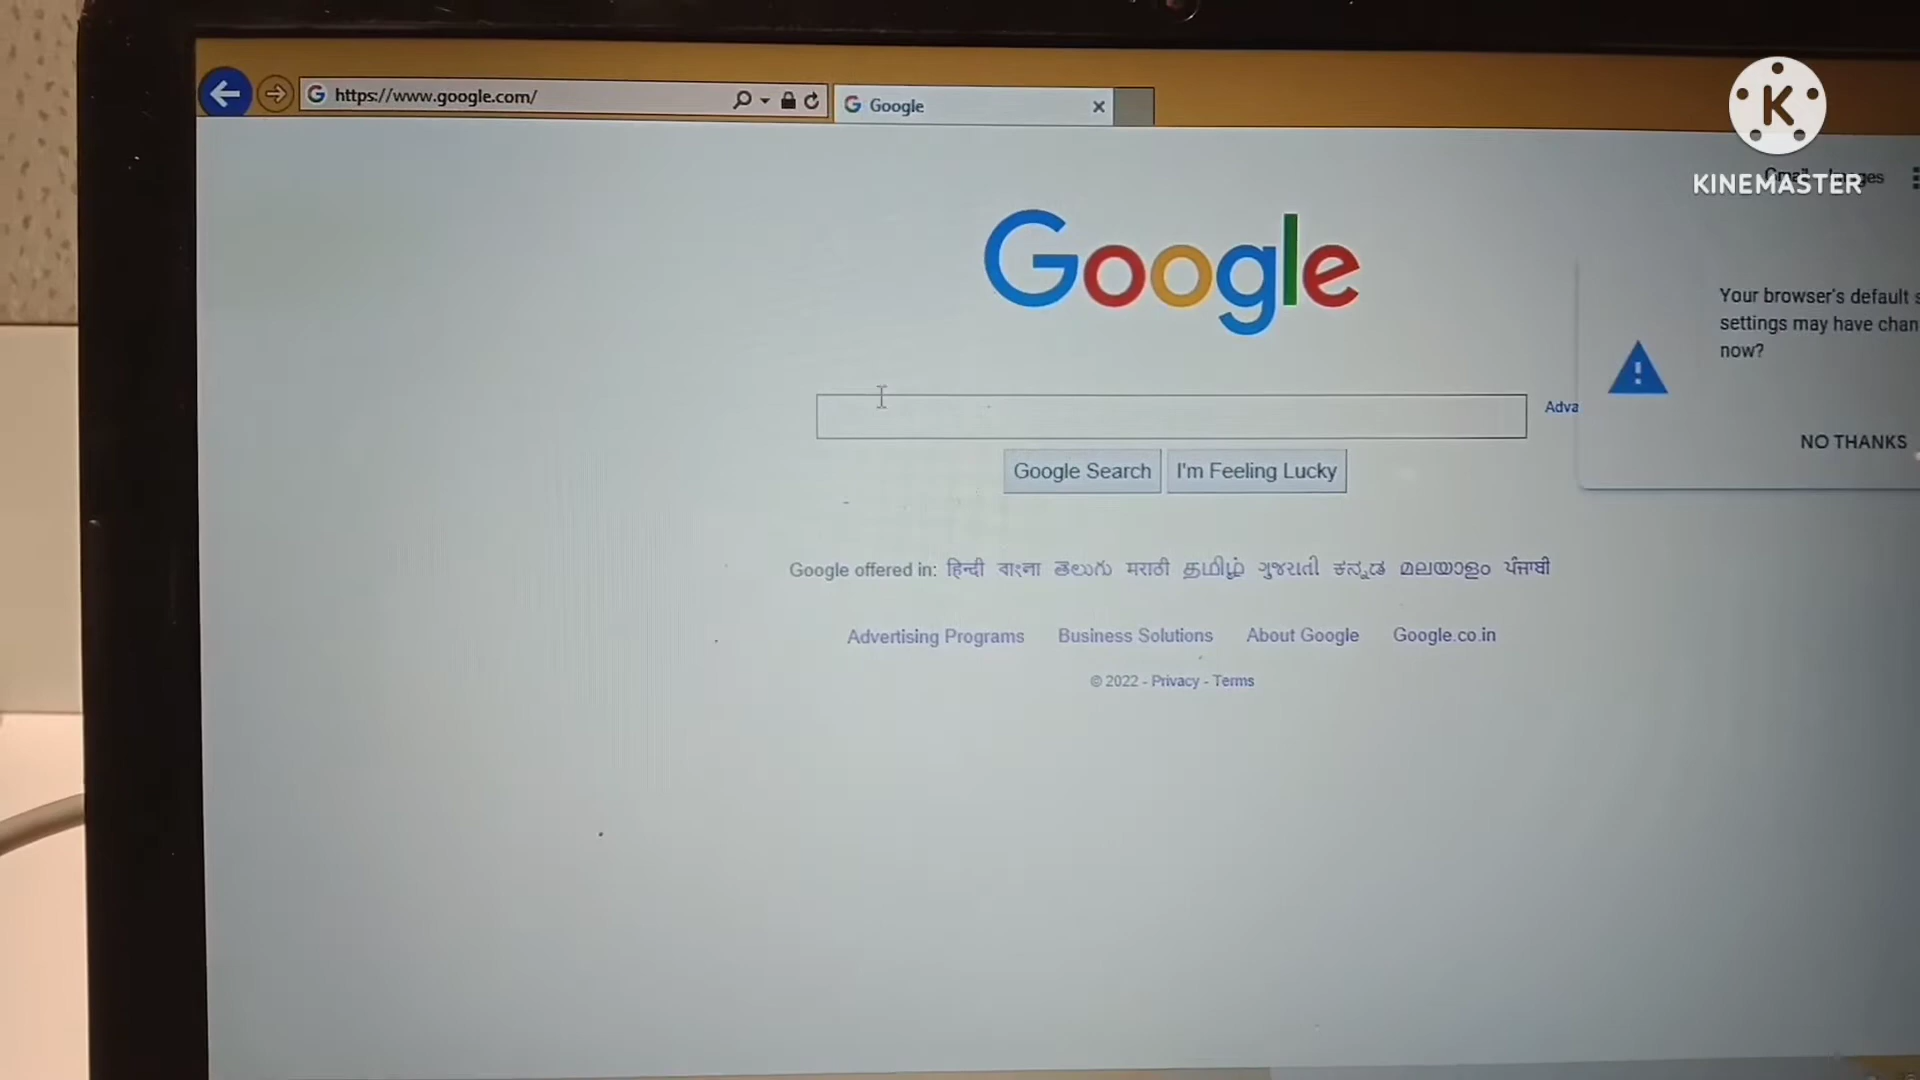 https://www.google.com/
Google
KINEMASTER
Google
Your browser's default
settings may have
now?
NO THANKS
Google Search
I'm Feeling Lucky
Google offered in: हिन्दी বাংলা తెలుగు मराठी தமிழ் ગુજરાતી ಕನ್ನಡ മലയാളം ਪੰਜਾਬੀ
Advertising Programs
Business Solutions
About Google
Google.co.in
© 2022 - Privacy - Terms